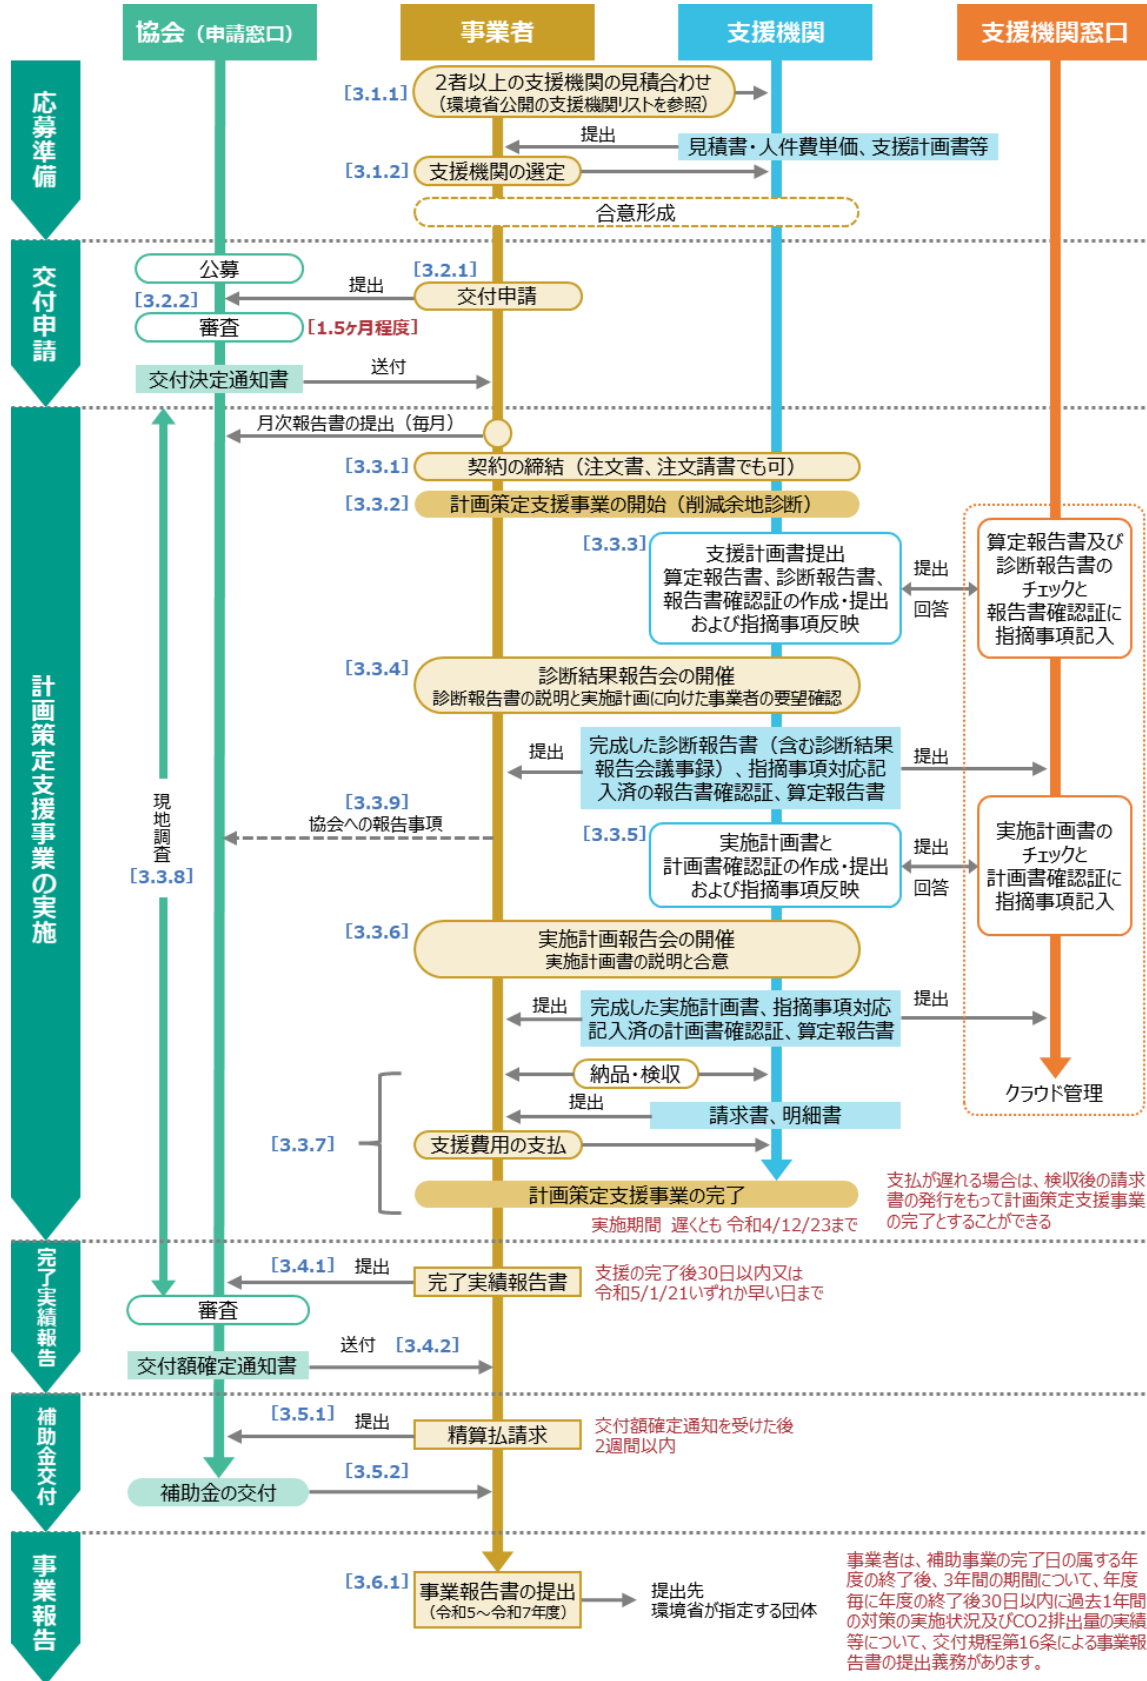 協会（申請窓口）
事業者
支援機関
支援機関窓口
応募準備
[3.1.1]
2者以上の支援機関の見積合わせ
（環境省公開の支援機関リストを参照）
提出
見積書・人件費単価、支援計画書等
[3.1.2]
支援機関の選定
合意形成
交付申請
公募
[3.2.1]
提出
交付申請
[3.2.2]
審査
[1.5ヶ月程度]
交付決定通知書
送付
計画策定支援事業の実施
月次報告書の提出（毎月）
[3.3.1]
契約の締結（注文書、注文請書でも可）
[3.3.2]
計画策定支援事業の開始（削減余地診断）
[3.3.3]
支援計画書提出
算定報告書、診断報告書、
報告書確認証の作成・提出
および指摘事項反映
提出
回答
算定報告書及び
診断報告書の
チェックと
報告書確認証に
指摘事項記入
[3.3.4]
診断結果報告会の開催
診断報告書の説明と実施計画に向けた事業者の要望確認
提出
完成した診断報告書（含む診断結果
報告会議事録）、指摘事項対応記
入済の報告書確認証、算定報告書
提出
現地調査
[3.3.8]
[3.3.9]
協会への報告事項
[3.3.5]
実施計画書と
計画書確認証の作成・提出
および指摘事項反映
提出
回答
実施計画書の
チェックと
計画書確認証に
指摘事項記入
[3.3.6]
実施計画報告会の開催
実施計画書の説明と合意
提出
完成した実施計画書、指摘事項対応
記入済の計画書確認証、算定報告書
提出
クラウド管理
[3.3.7]
納品・検収
提出
請求書、明細書
支援費用の支払
計画策定支援事業の完了
実施期間 遅くとも 令和4/12/23まで
支払が遅れる場合は、検収後の請求
書の発行をもって計画策定支援事業
の完了とすることができる
完了実績報告
[3.4.1]
提出
完了実績報告書
支援の完了後30日以内又は
令和5/1/21いずれか早い日まで
審査
送付
[3.4.2]
交付額確定通知書
補助金交付
[3.5.1]
提出
精算払請求
交付額確定通知を受けた後
2週間以内
[3.5.2]
補助金の交付
事業報告
[3.6.1]
事業報告書の提出
（令和5～令和7年度）
提出先
環境省が指定する団体
事業者は、補助事業の完了日の属する年
度の終了後、3年間の期間について、年度
毎に年度の終了後30日以内に過去1年間
の対策の実施状況及びCO2排出量の実績
等について、交付規程第16条による事業報
告書の提出義務があります。